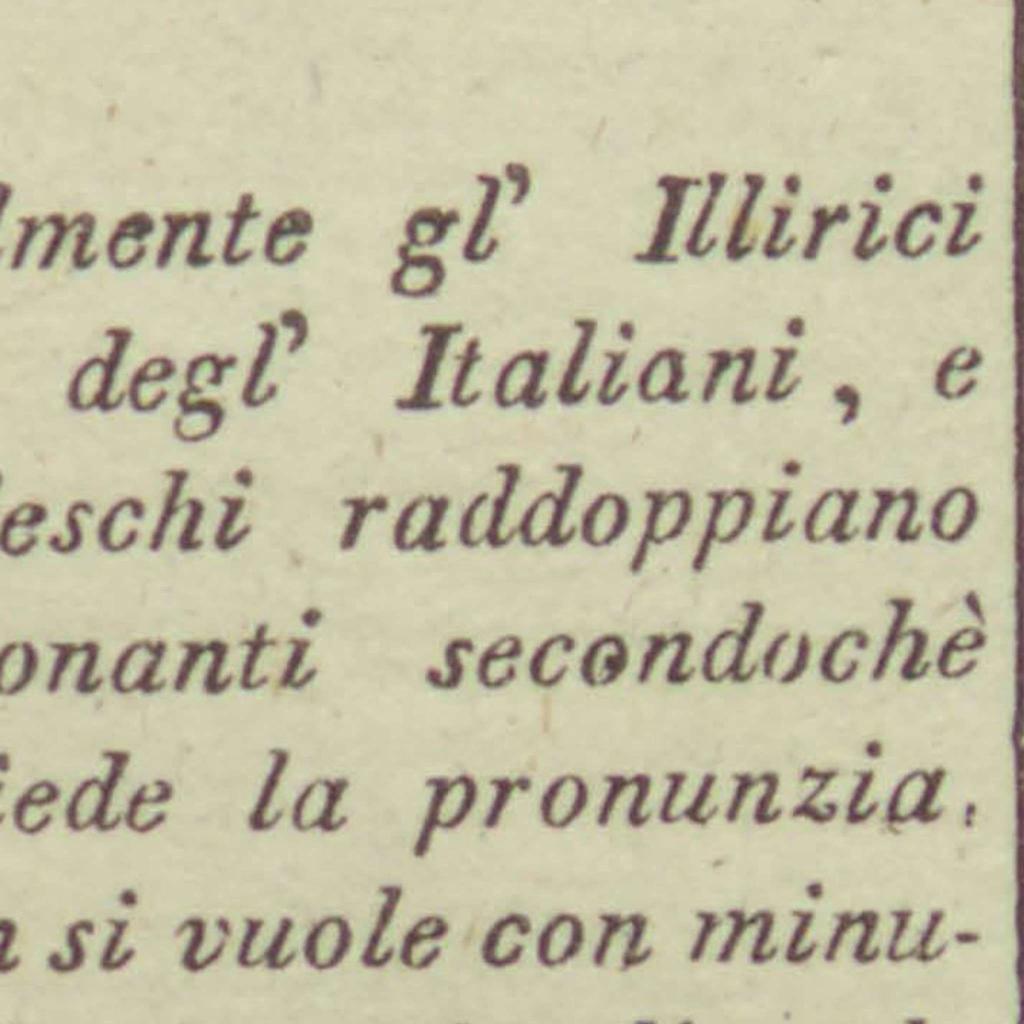 lmente gl' Illirici
degl' Italiani, e
eschi raddoppiano
onanti secondochè
iede la pronunzia.
si vuole con minu-